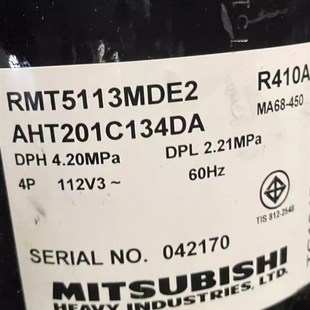 RMT5113MDE2
R410A
AHT201C134DA
MA68-450
DPH 4.20MPa DPL 2.21MPa
4P 112V3 ~ 60Hz
TIS 812-2548
SERIAL NO. 042170
MITSUBISHI
HEAVY INDUSTRIES, LTD.